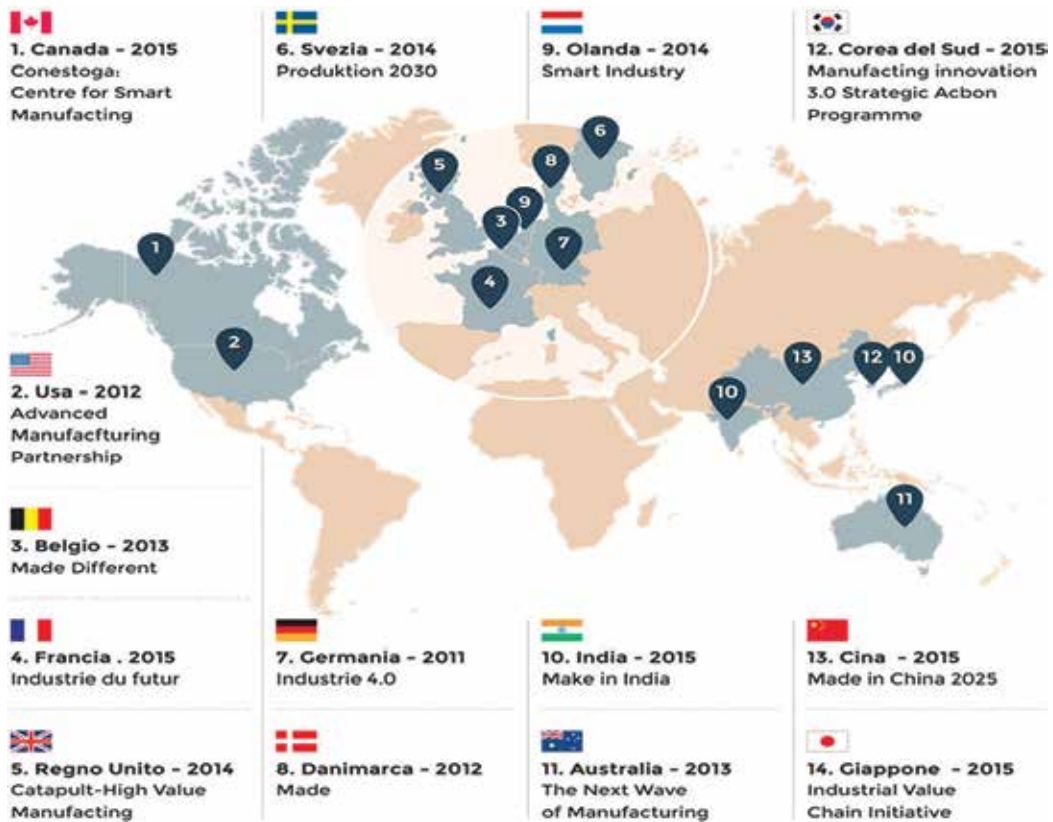 1. Canada - 2015
Conestoga:
Centre for Smart
Manufacting
6. Svezia - 2014
Produktion 2030
9. Olanda - 2014
Smart Industry
12. Corea del Sud - 2015
Manufacting innovation
3.0 Strategic Acbon
Programme
6
5
8
9
3
1
7
4
2
13
12
10
10
11
2. Usa - 2012
Advanced
Manufacfturing
Partnership
3. Belgio - 2013
Made Different
4. Francia . 2015
Industrie du futur
7. Germania - 2011
Industrie 4.0
10. India - 2015
Make in India
13. Cina - 2015
Made in China 2025
5. Regno Unito - 2014
Catapult-High Value
Manufacting
8. Danimarca - 2012
Made
11. Australia - 2013
The Next Wave
of Manufacturing
14. Giappone - 2015
Industrial Value
Chain Initiative